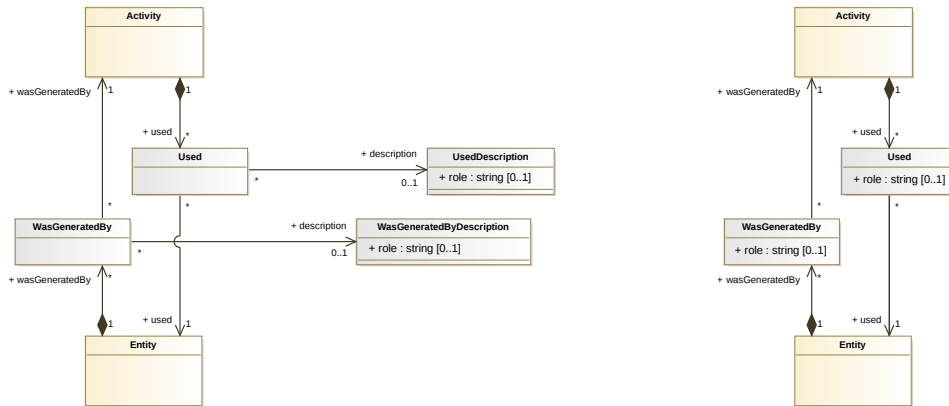 Activity
+ wasGeneratedBy
1
1
+ used
*
Used
+ description
UsedDescription
+ role : string [0..1]
*
0..1
*
*
WasGeneratedBy
+ description
WasGeneratedByDescription
+ role : string [0..1]
*
0..1
+ wasGeneratedBy
*
1
+ used
1
Entity
Activity
+ wasGeneratedBy
1
1
+ used
*
Used
+ role : string [0..1]
*
*
WasGeneratedBy
+ role : string [0..1]
+ wasGeneratedBy
*
1
+ used
1
Entity